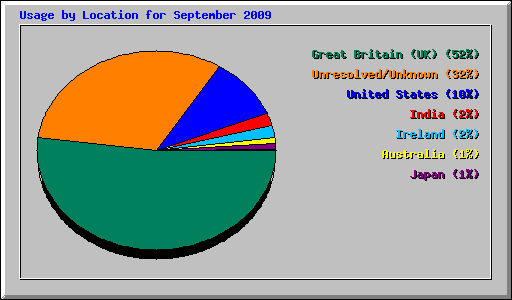 Usage by Location for September 2009
Great Britain (UK) (52%)
Unresolved/Unknown (32%)
United States (10%)
India (2%)
Ireland (2%)
Australia (1%)
Japan (1%)